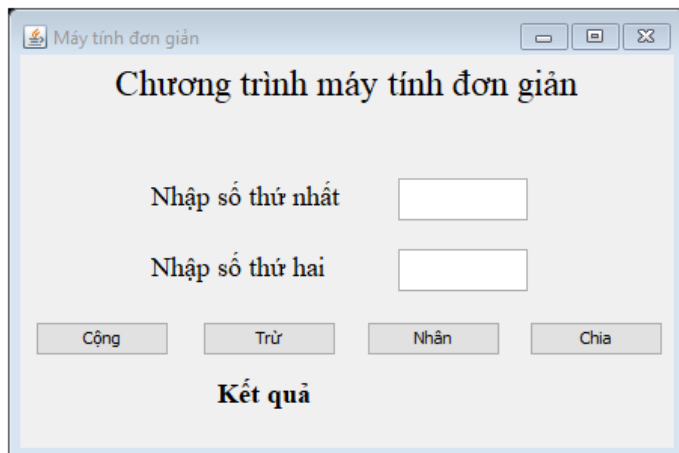 Máy tính đơn giản
Chương trình máy tính đơn giản
Nhập số thứ nhất
Nhập số thứ hai
Cộng Trừ Nhân Chia
Kết quả